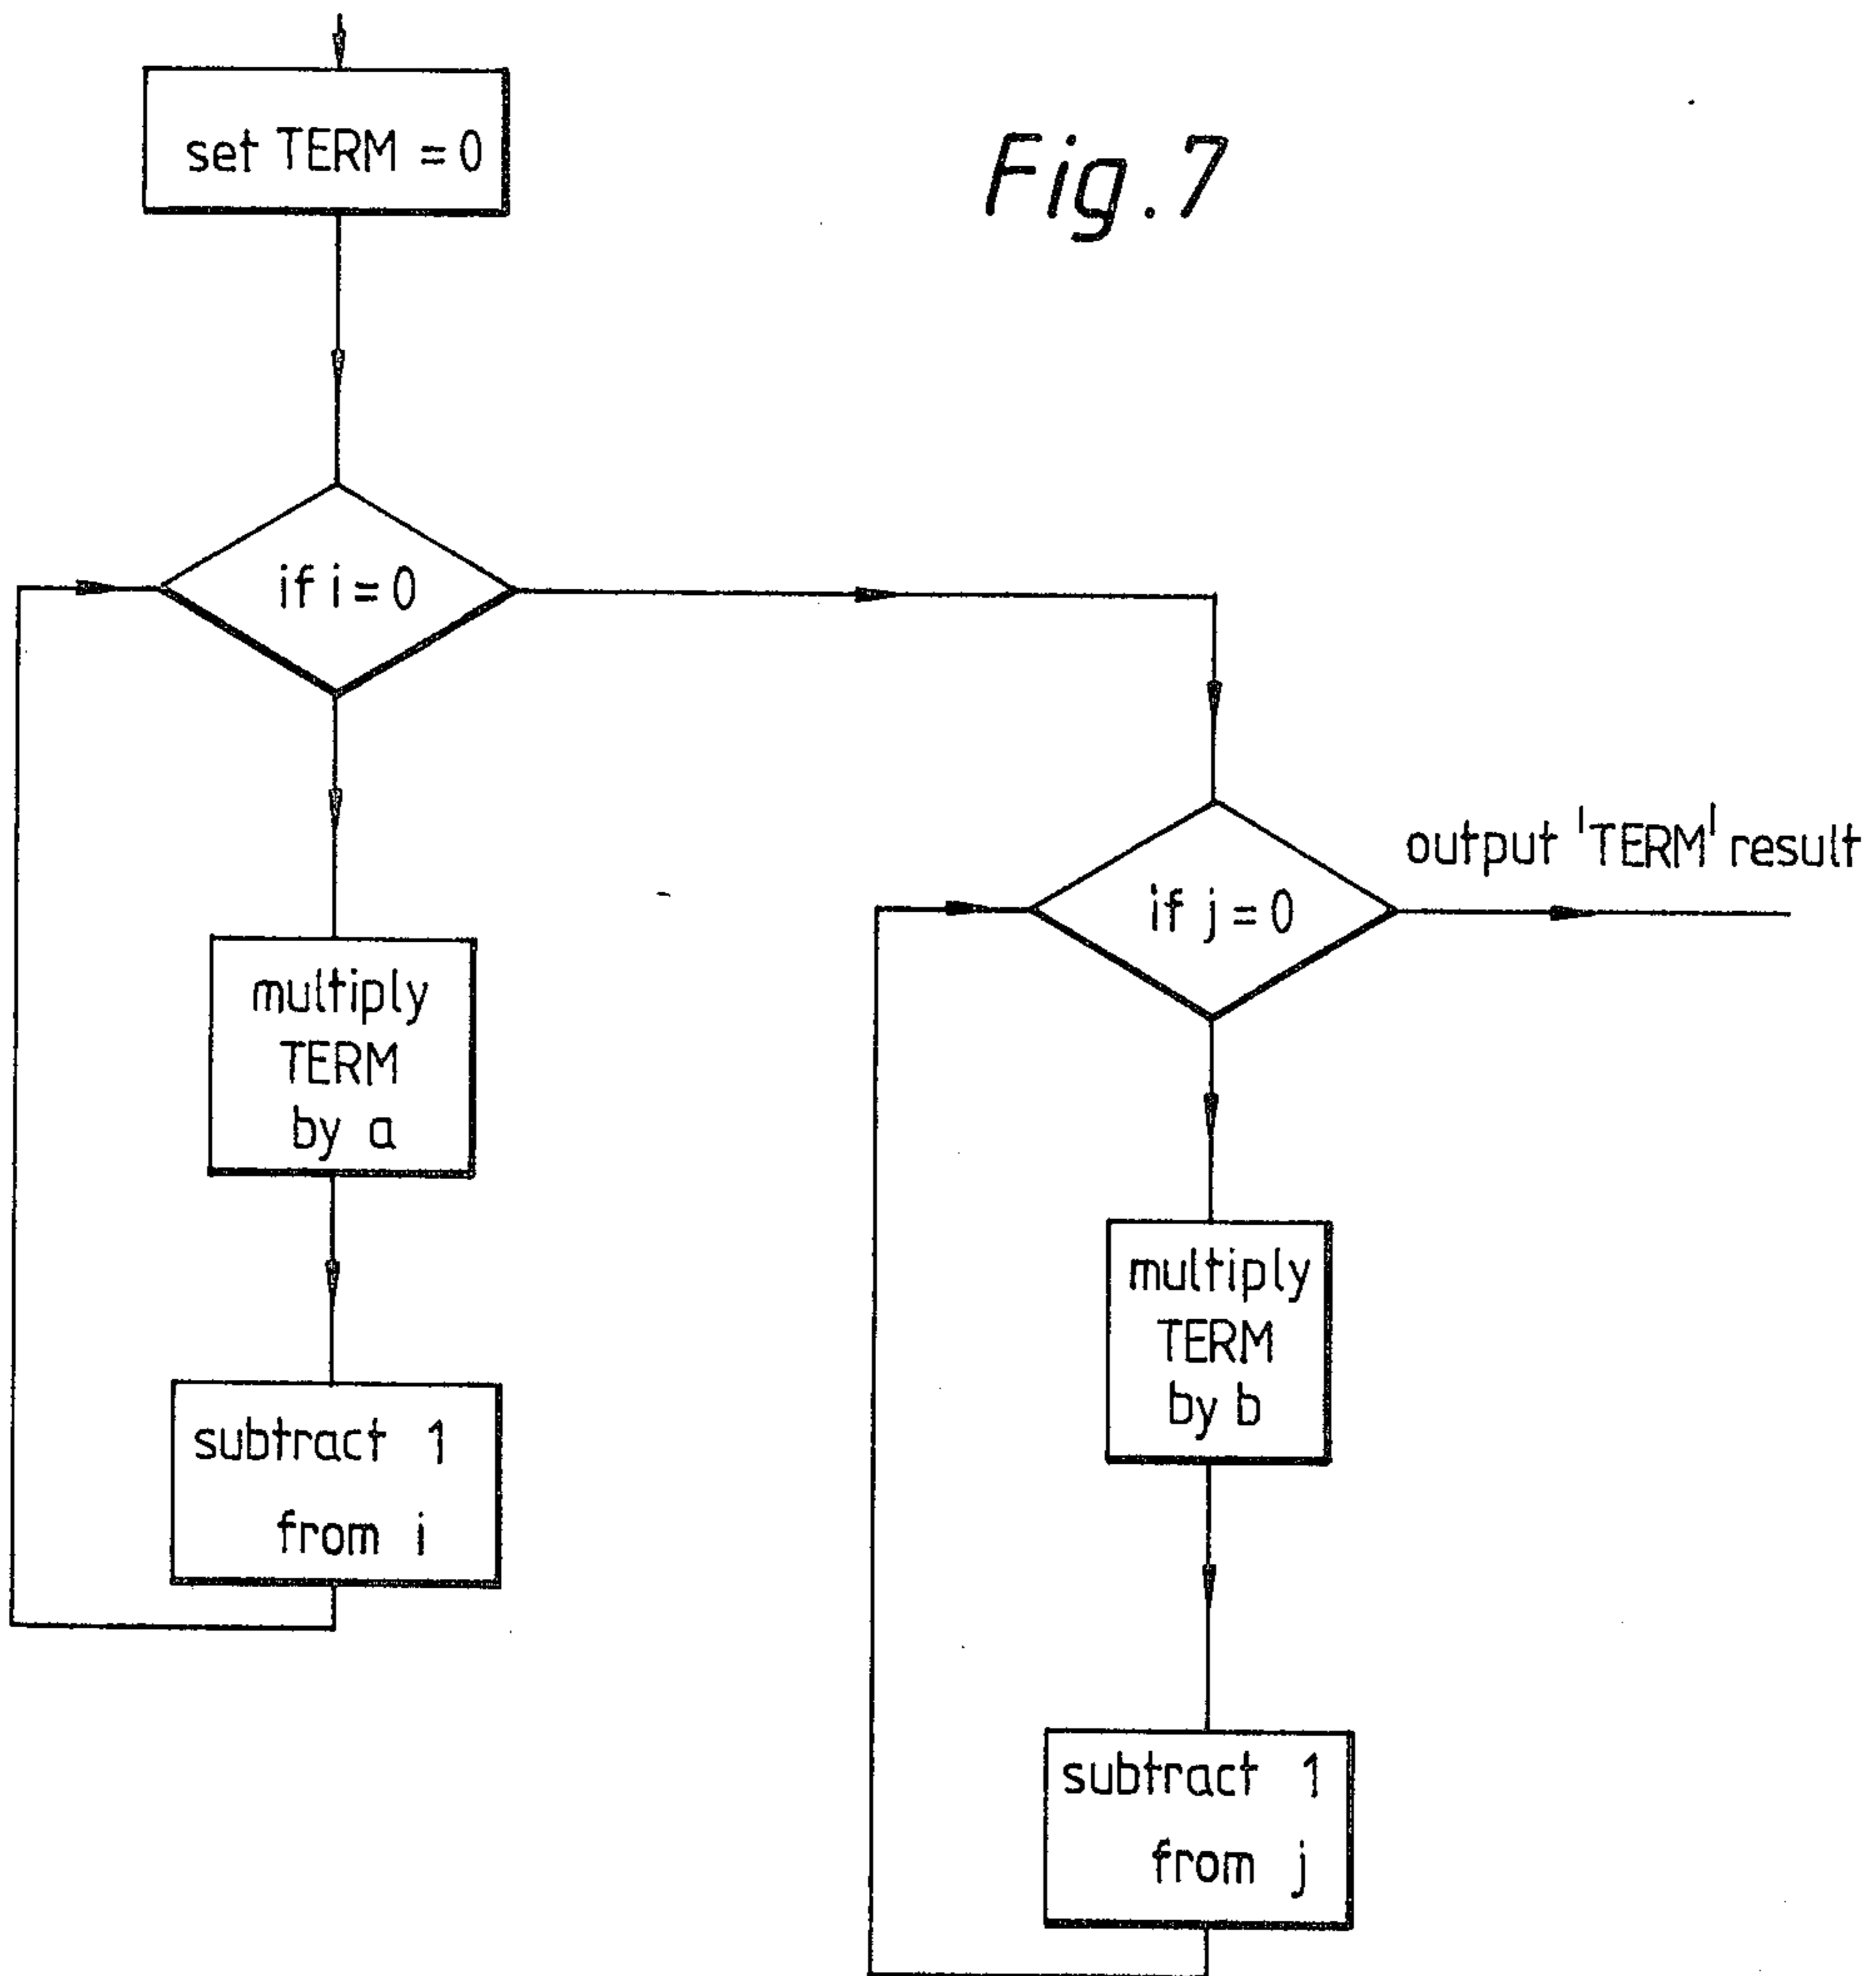 set TERM = 0
Fig. 7
if i = 0
output 'TERM' result
if j = 0
multiply
TERM
by a
multiply
TERM
by b
subtract 1
from i
subtract 1
from j